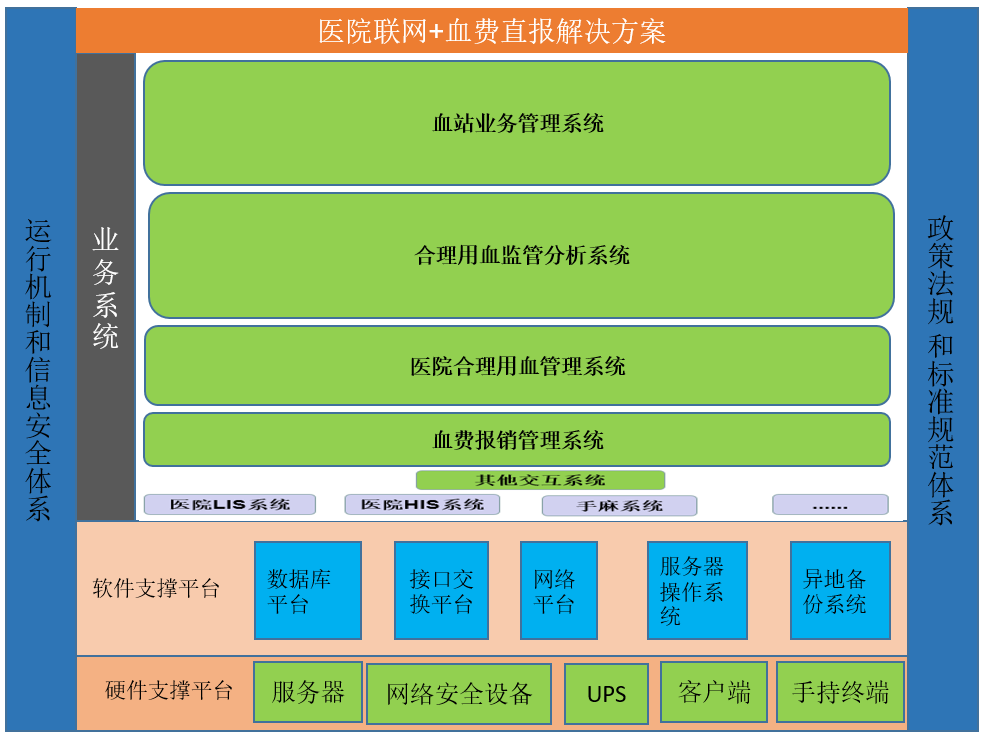 医院联网+血费直报解决方案
运行机制和信息安全体系
业务系统
血站业务管理系统
合理用血监管分析系统
医院合理用血管理系统
血费报销管理系统
其他交互系统
医院LIS系统
医院HIS系统
手麻系统
......
政策法规 和标准规范体系
软件支撑平台
数据库
平台
接口交
换平台
网络
平台
服务器
操作系
统
异地备
份系统
硬件支撑平台
服务器
网络安全设备
UPS
客户端
手持终端